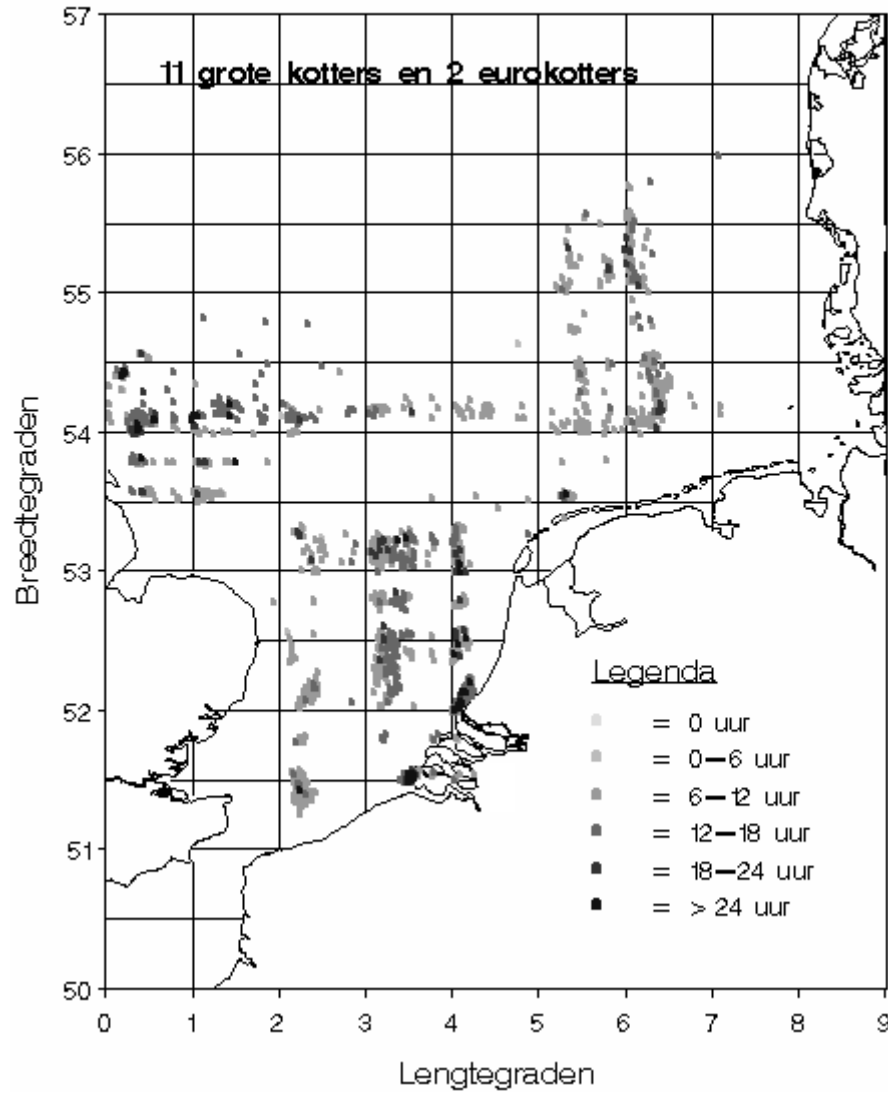 11 grote kotters en 2 eurokotters
57
56
55
54
53
52
51
50
Breedtegraden
Legenda
= 0 uur
= 0-6 uur
= 6-12 uur
= 12-18 uur
= 18-24 uur
= > 24 uur
0 1 2 3 4 5 6 7 8 9
Lengtegraden